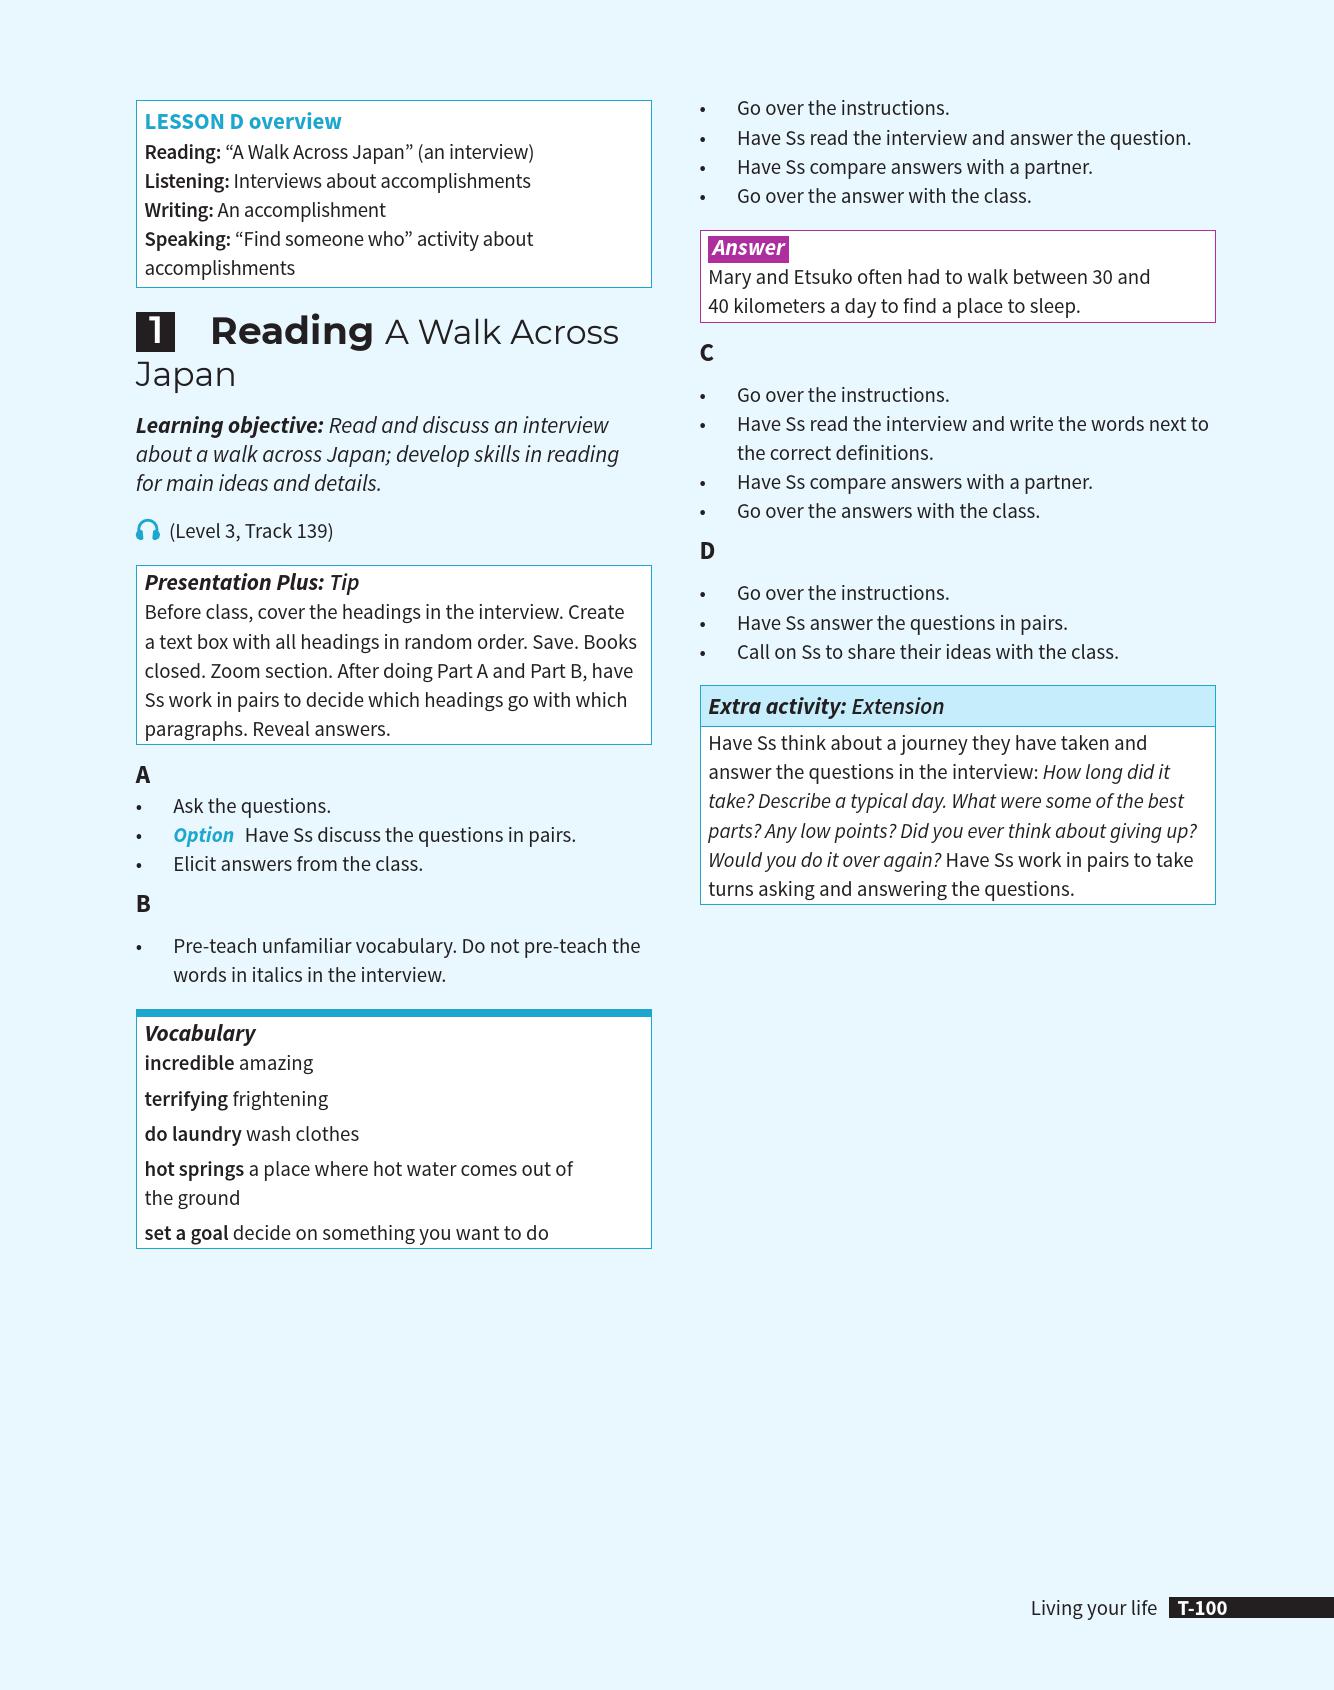 LESSON D overview
Reading: “A Walk Across Japan” (an interview)
Listening: Interviews about accomplishments
Writing: An accomplishment
Speaking: “Find someone who” activity about
accomplishments
1 Reading A Walk Across
Japan
Learning objective: Read and discuss an interview
about a walk across Japan; develop skills in reading
for main ideas and details.
(Level 3, Track 139)
Presentation Plus: Tip
Before class, cover the headings in the interview. Create
a text box with all headings in random order. Save. Books
closed. Zoom section. After doing Part A and Part B, have
Ss work in pairs to decide which headings go with which
paragraphs. Reveal answers.
A
• Ask the questions.
• Option Have Ss discuss the questions in pairs.
• Elicit answers from the class.
B
• Pre-teach unfamiliar vocabulary. Do not pre-teach the
words in italics in the interview.
Vocabulary
incredible amazing
terrifying frightening
do laundry wash clothes
hot springs a place where hot water comes out of
the ground
set a goal decide on something you want to do
• Go over the instructions.
• Have Ss read the interview and answer the question.
• Have Ss compare answers with a partner.
• Go over the answer with the class.
Answer
Mary and Etsuko often had to walk between 30 and
40 kilometers a day to find a place to sleep.
C
• Go over the instructions.
• Have Ss read the interview and write the words next to
the correct definitions.
• Have Ss compare answers with a partner.
• Go over the answers with the class.
D
• Go over the instructions.
• Have Ss answer the questions in pairs.
• Call on Ss to share their ideas with the class.
Extra activity: Extension
Have Ss think about a journey they have taken and
answer the questions in the interview: How long did it
take? Describe a typical day. What were some of the best
parts? Any low points? Did you ever think about giving up?
Would you do it over again? Have Ss work in pairs to take
turns asking and answering the questions.
Living your life T-100